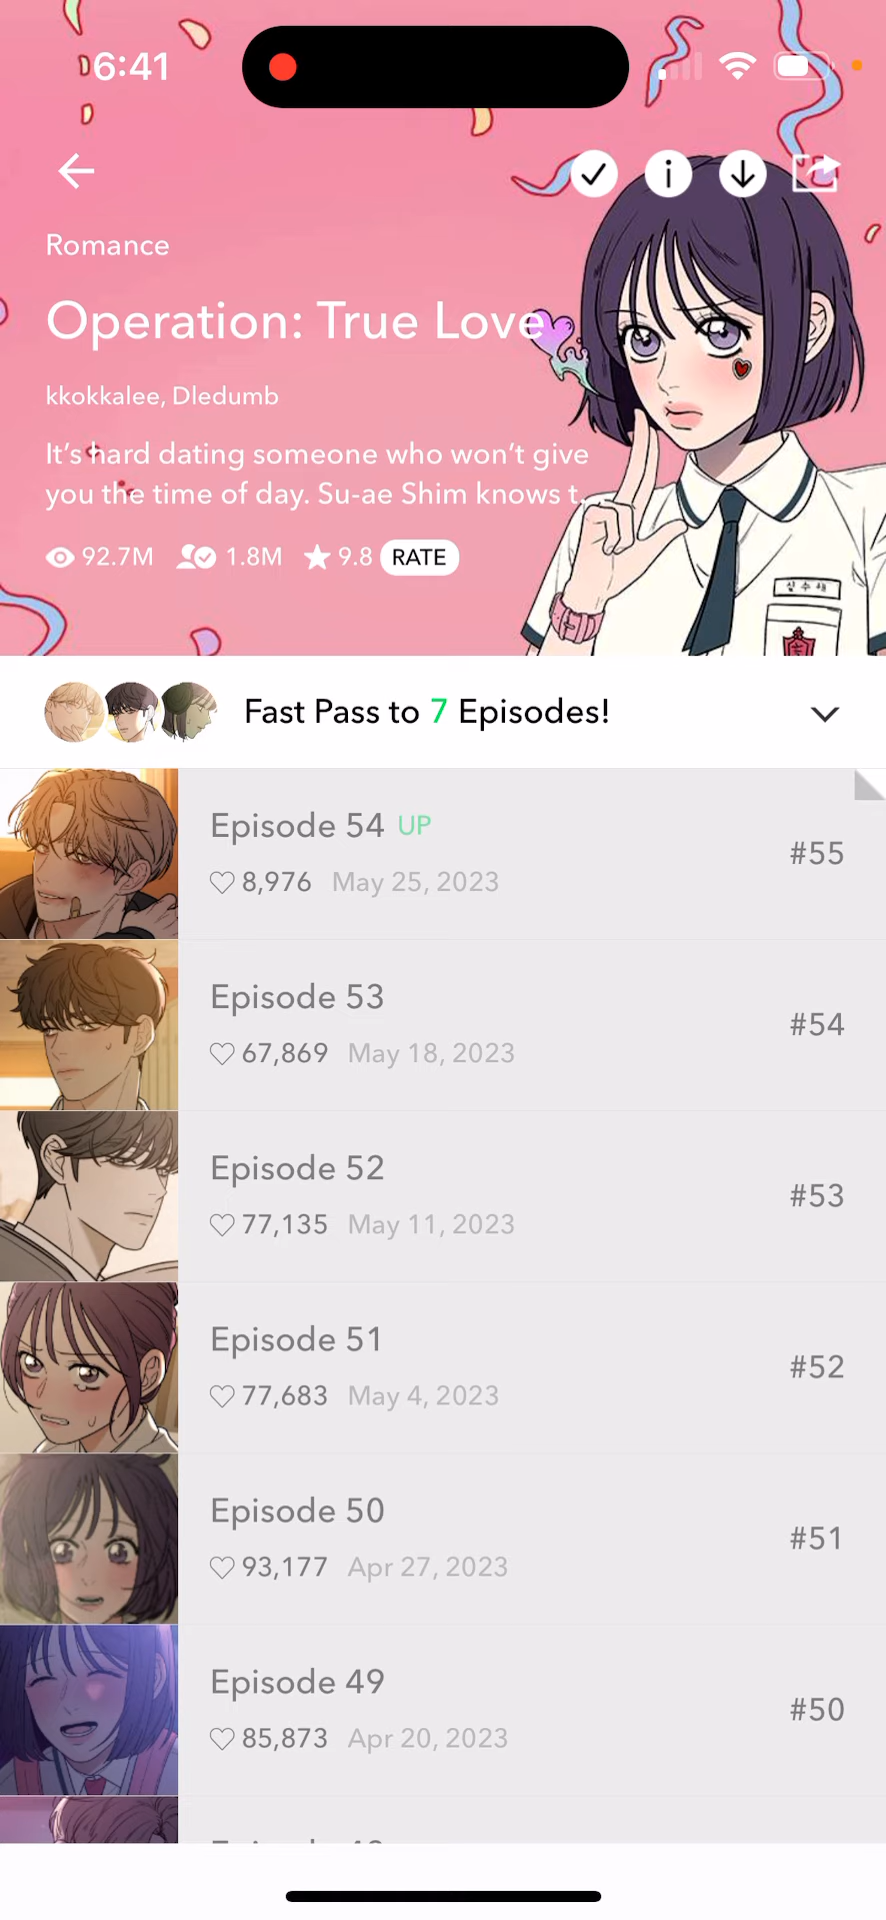 6:41
Romance
Operation: True Love
kkokkalee, Dledumb
It's hard dating someone who won't give
you the time of day. Su-ae Shim knows t...
92.7M 1.8M 9.8 RATE
심수애
Fast Pass to 7 Episodes!
Episode 54 UP
8,976 May 25, 2023
#55
Episode 53
67,869 May 18, 2023
#54
Episode 52
77,135 May 11, 2023
#53
Episode 51
77,683 May 4, 2023
#52
Episode 50
93,177 Apr 27, 2023
#51
Episode 49
85,873 Apr 20, 2023
#50